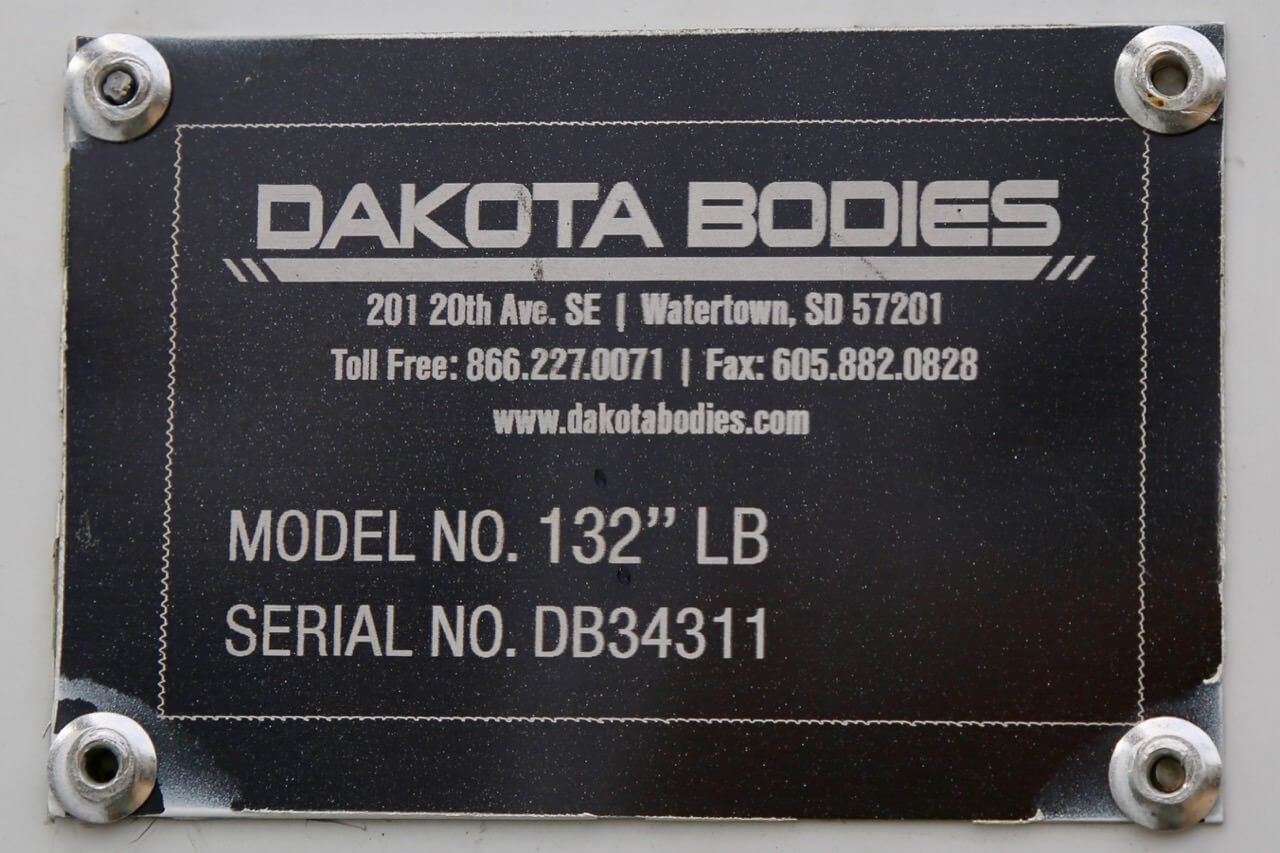 DAKOTA BODIES
201 20th Ave. SE | Watertown, SD 57201
Toll Free: 866.227.0071 | Fax: 605.882.0828
www.dakotabodies.com
MODEL NO. 132” LB
SERIAL NO. DB34311